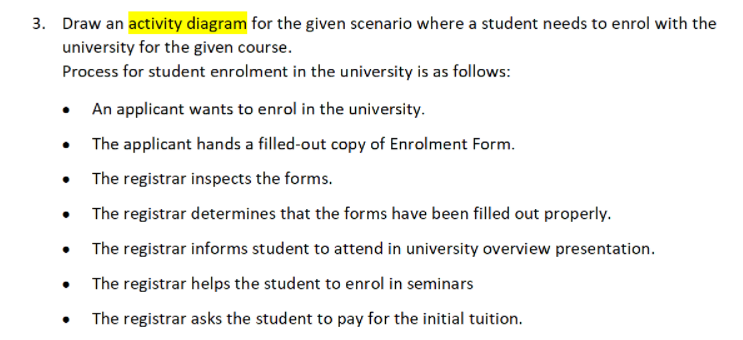 3. Draw an activity diagram for the given scenario where a student needs to enrol with the
university for the given course.
Process for student enrolment in the university is as follows:
• An applicant wants to enrol in the university.
• The applicant hands a filled-out copy of Enrolment Form.
• The registrar inspects the forms.
• The registrar determines that the forms have been filled out properly.
• The registrar informs student to attend in university overview presentation.
• The registrar helps the student to enrol in seminars
• The registrar asks the student to pay for the initial tuition.